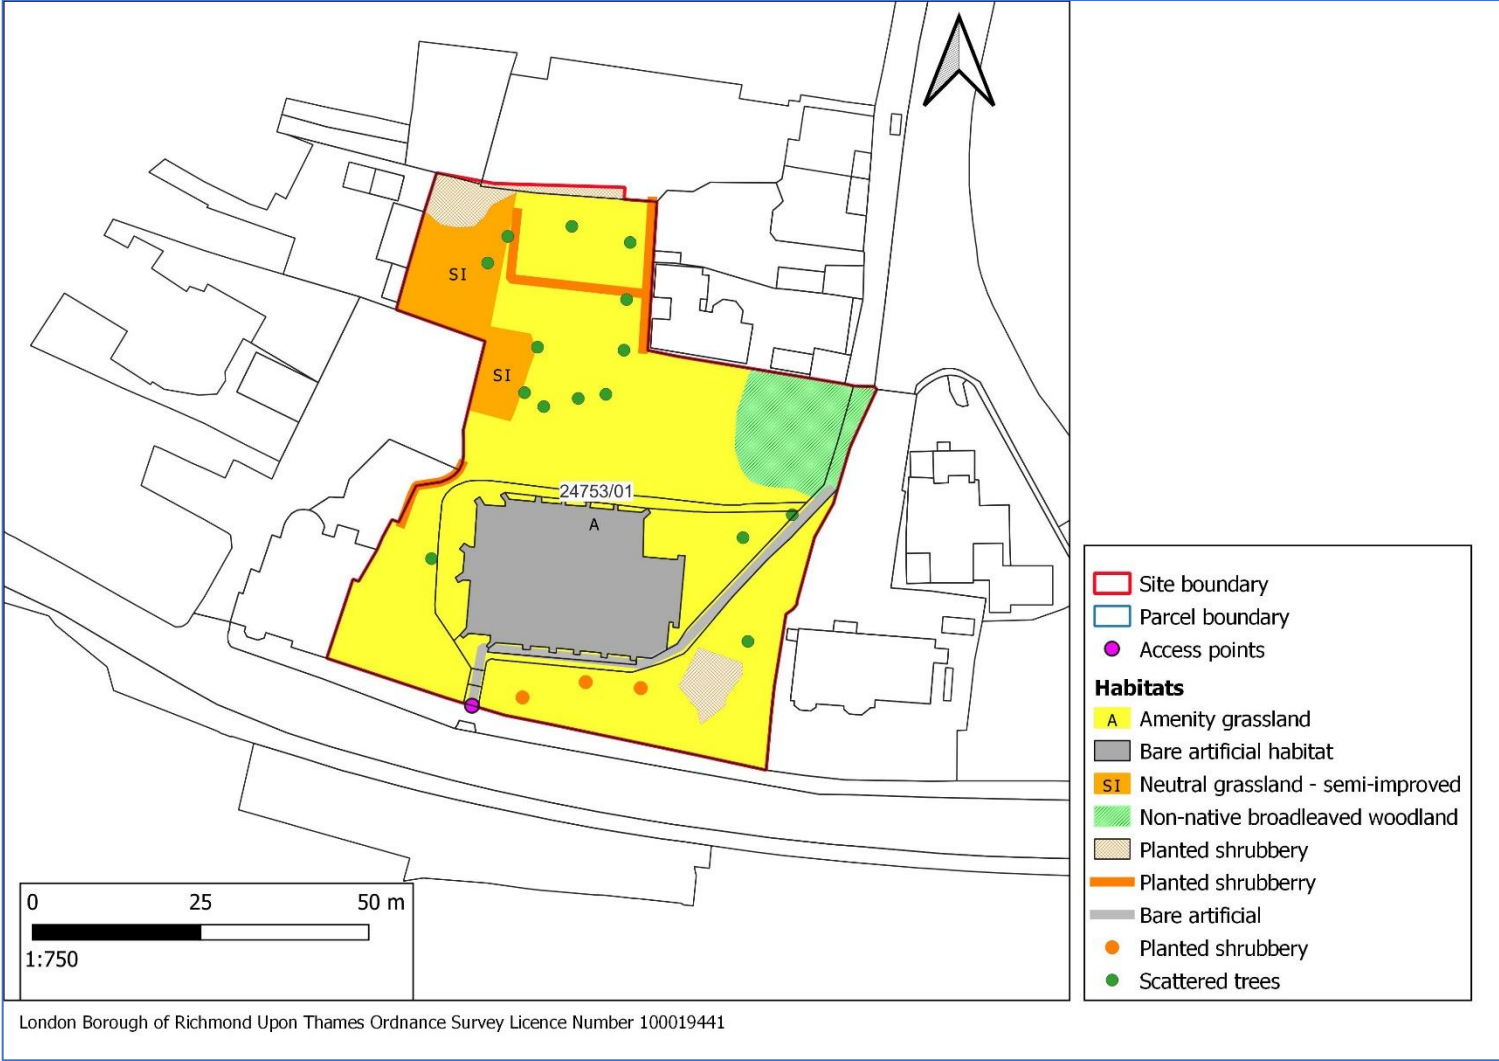 SI
SI
24753/01
A
Site boundary
Parcel boundary
Access points
Habitats
A Amenity grassland
Bare artificial habitat
SI Neutral grassland - semi-improved
Non-native broadleaved woodland
Planted shrubbery
Planted shrubberry
Bare artificial
Planted shrubbery
Scattered trees
0 25 50 m
1:750
London Borough of Richmond Upon Thames Ordnance Survey Licence Number 100019441